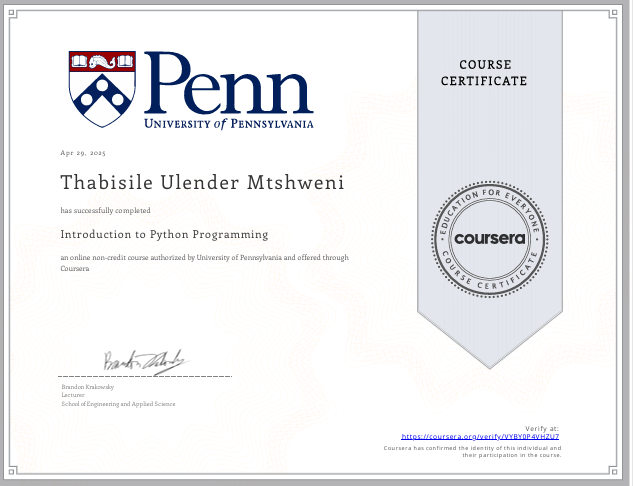 Penn
UNIVERSITY of PENNSYLVANIA
COURSE
CERTIFICATE
Apr 29, 2025
Thabisile Ulender Mtshweni
has successfully completed
Introduction to Python Programming
an online non-credit course authorized by University of Pennsylvania and offered through
Coursera
EDUCATION FOR EVERYONE
coursera
COURSE CERTIFICATE
Brandon Krakowsky
Lecturer
School of Engineering and Applied Science
Verify at:
https://coursera.org/verify/VYBY0P4VHZU7
Coursera has confirmed the identity of this individual and
their participation in the course.